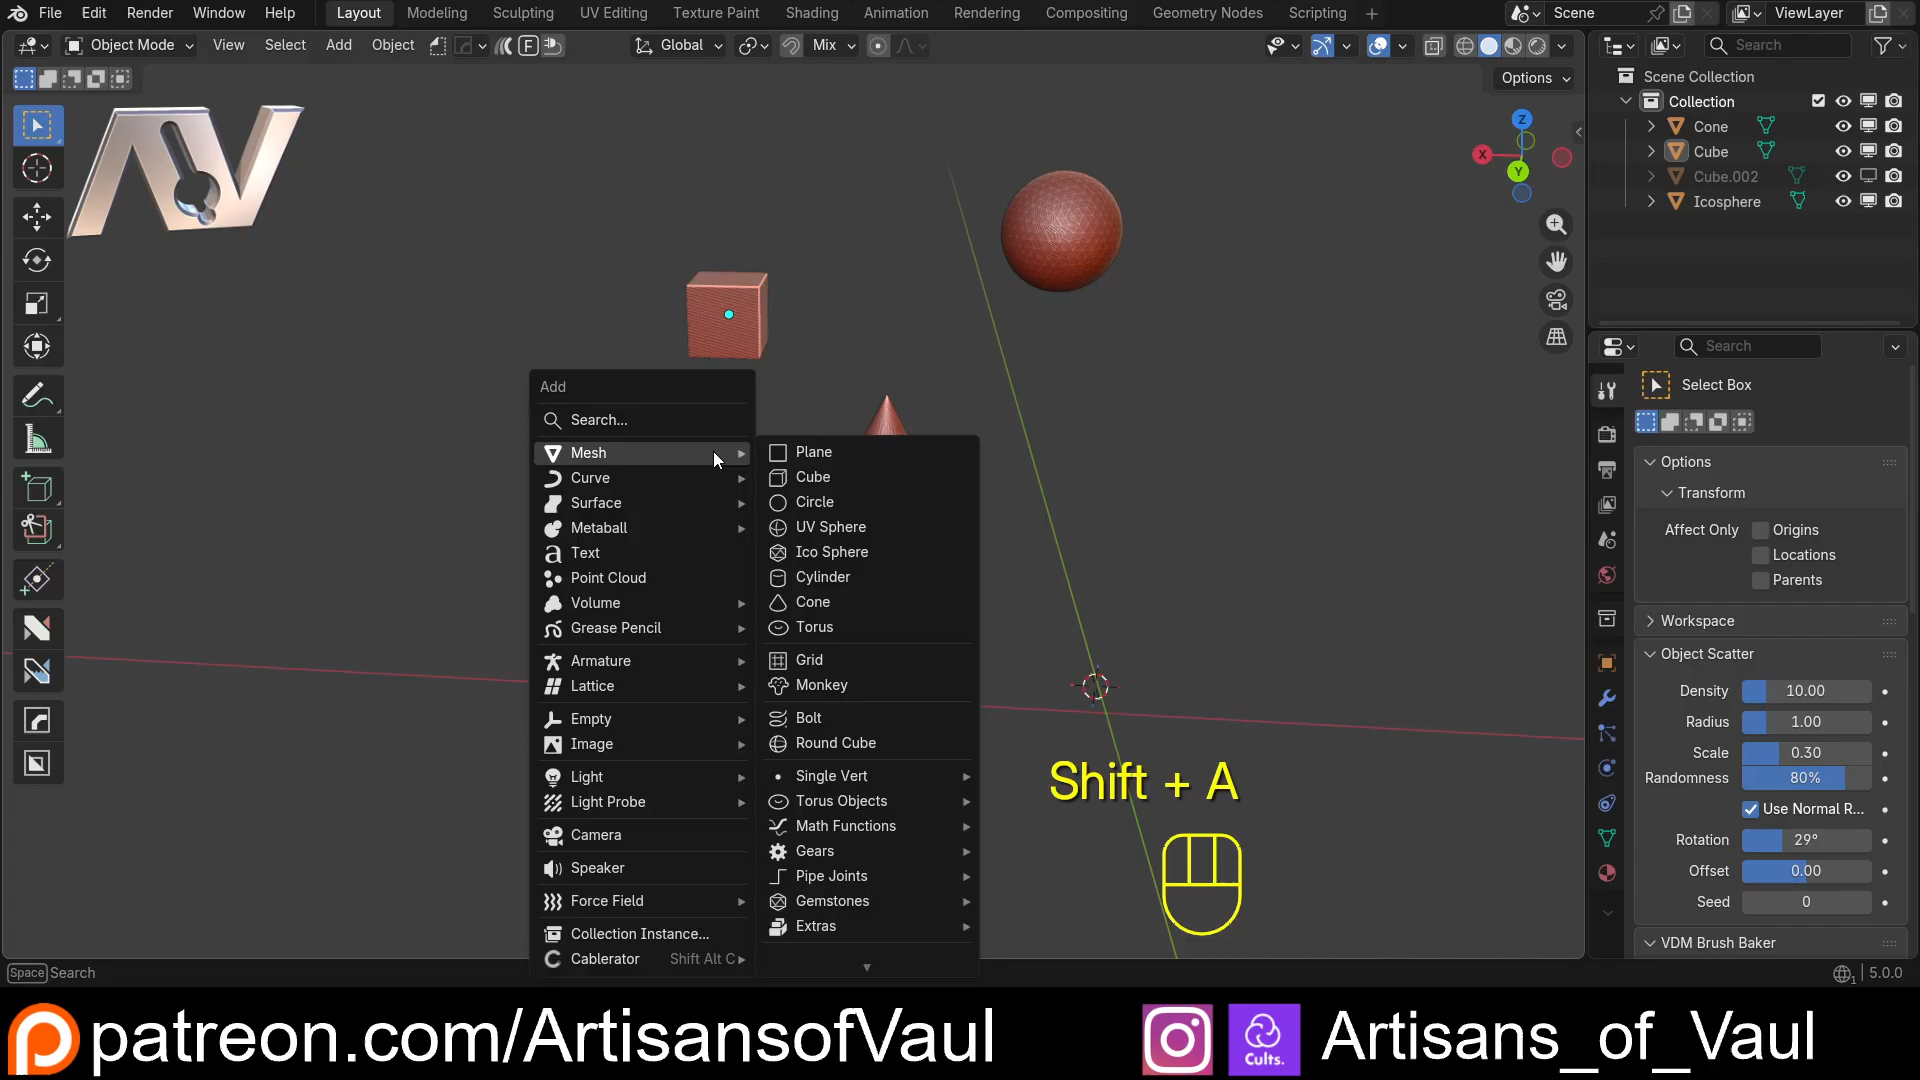 File Edit Render Window Help Layout Modeling Sculpting UV Editing Texture Paint Shading Animation Rendering Compositing Geometry Nodes Scripting + Scene ViewLayer
Object Mode View Select Add Object F Global Mix Search
Options
Scene Collection
Collection
Cone
Cube
Cube.002
Icosphere
Z
X
Y
AV
Add
Search...
Mesh
Curve
Surface
Metaball
Text
Point Cloud
Volume
Grease Pencil
Armature
Lattice
Empty
Image
Light
Light Probe
Camera
Speaker
Force Field
Collection Instance...
Cablerator Shift Alt C
Plane
Cube
Circle
UV Sphere
Ico Sphere
Cylinder
Cone
Torus
Grid
Monkey
Bolt
Round Cube
Single Vert
Torus Objects
Math Functions
Gears
Pipe Joints
Gemstones
Extras
Shift + A
Search
Select Box
Options
Transform
Affect Only Origins
Locations
Parents
Workspace
Object Scatter
Density 10.00
Radius 1.00
Scale 0.30
Randomness 80%
Use Normal R...
Rotation 29°
Offset 0.00
Seed 0
VDM Brush Baker
Space Search
5.0.0
patreon.com/ArtisansofVaul
Cults.
Artisans_of_Vaul